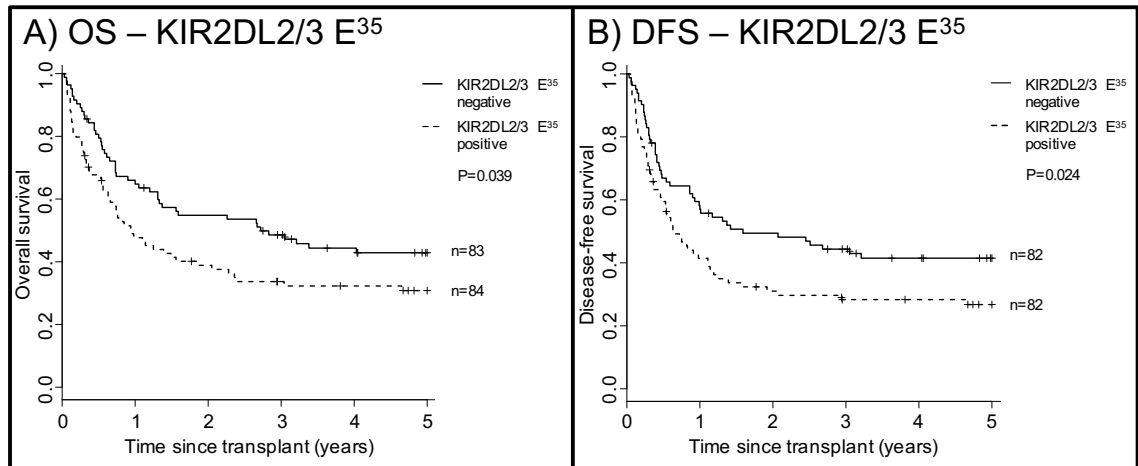 A) OS – KIR2DL2/3 E³⁵
KIR2DL2/3 E³⁵
negative
KIR2DL2/3 E³⁵
positive
P=0.039
Overall survival
1.0
0.8
0.6
0.4
0.2
0.0
n=83
n=84
0 1 2 3 4 5
Time since transplant (years)
B) DFS – KIR2DL2/3 E³⁵
KIR2DL2/3 E³⁵
negative
KIR2DL2/3 E³⁵
positive
P=0.024
Disease-free survival
1.0
0.8
0.6
0.4
0.2
0.0
n=82
n=82
0 1 2 3 4 5
Time since transplant (years)